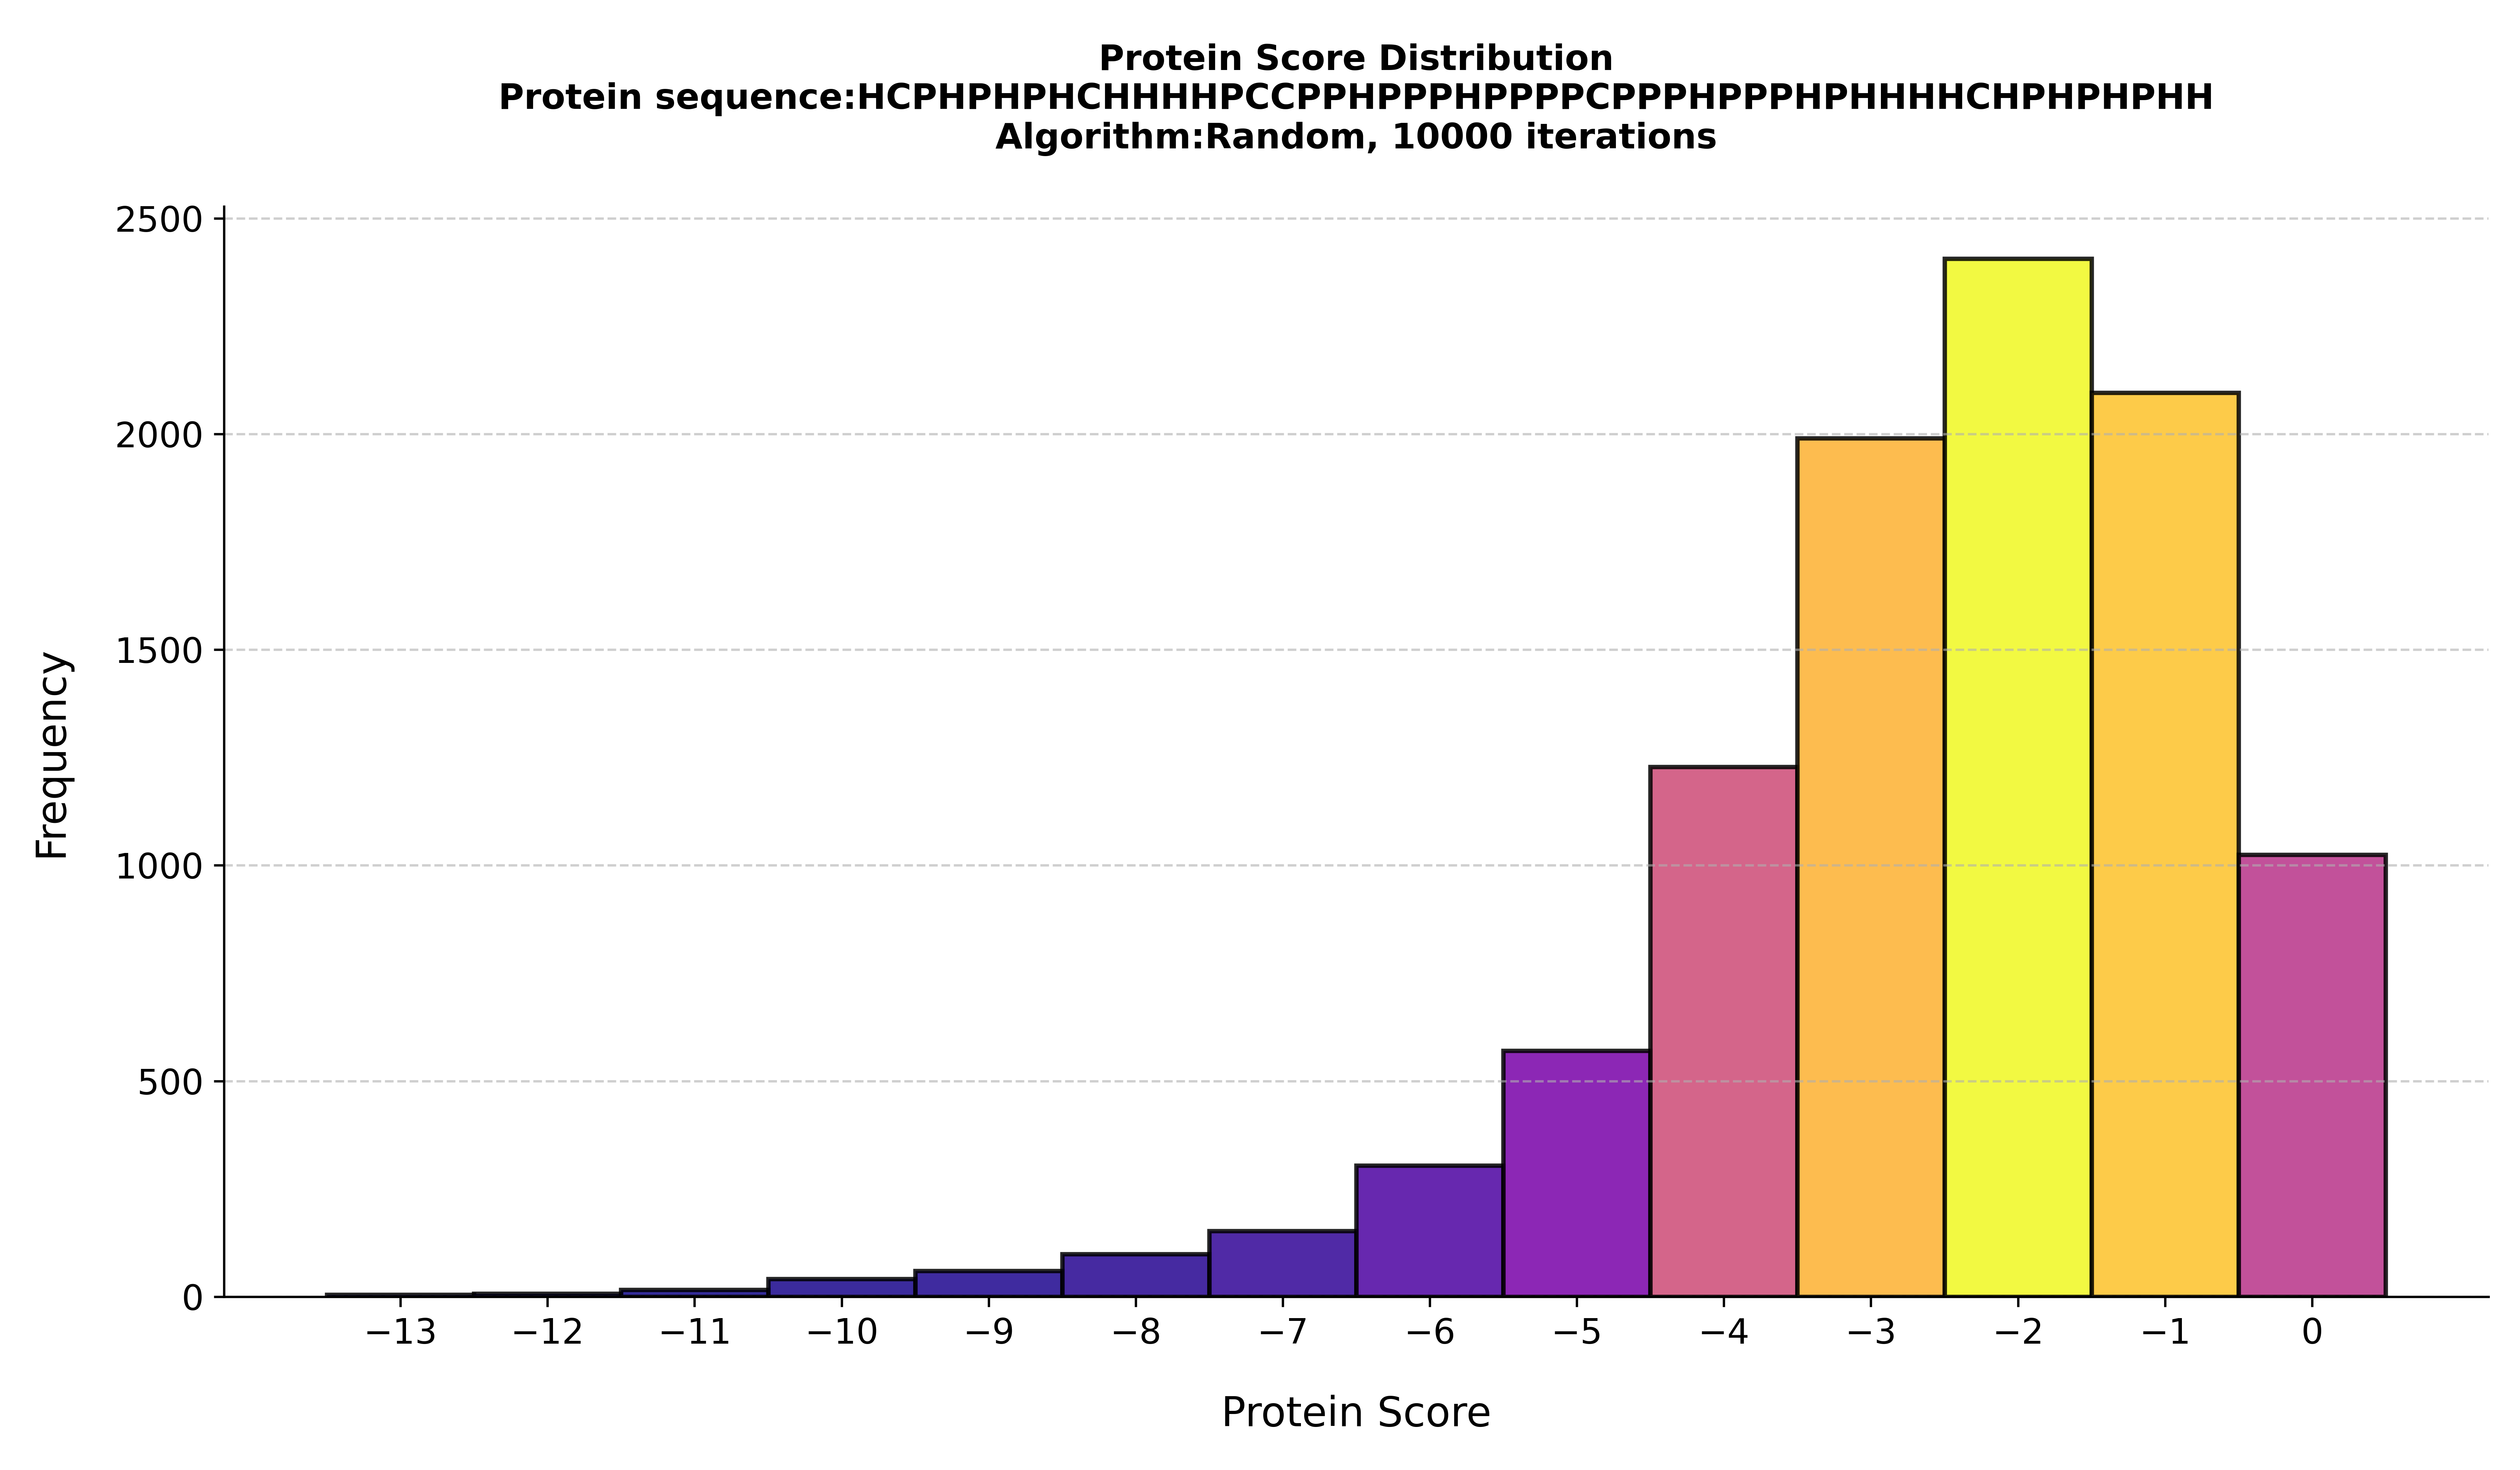 Protein Score Distribution
Protein sequence:HCPHPHPHCHHHHPCCPPHPPPHPPPPCPPPHPPPHPHHHHCHPHPHPHH
Algorithm:Random, 10000 iterations
2500
2000
1500
1000
500
0
Frequency
−13 −12 −11 −10 −9 −8 −7 −6 −5 −4 −3 −2 −1 0
Protein Score